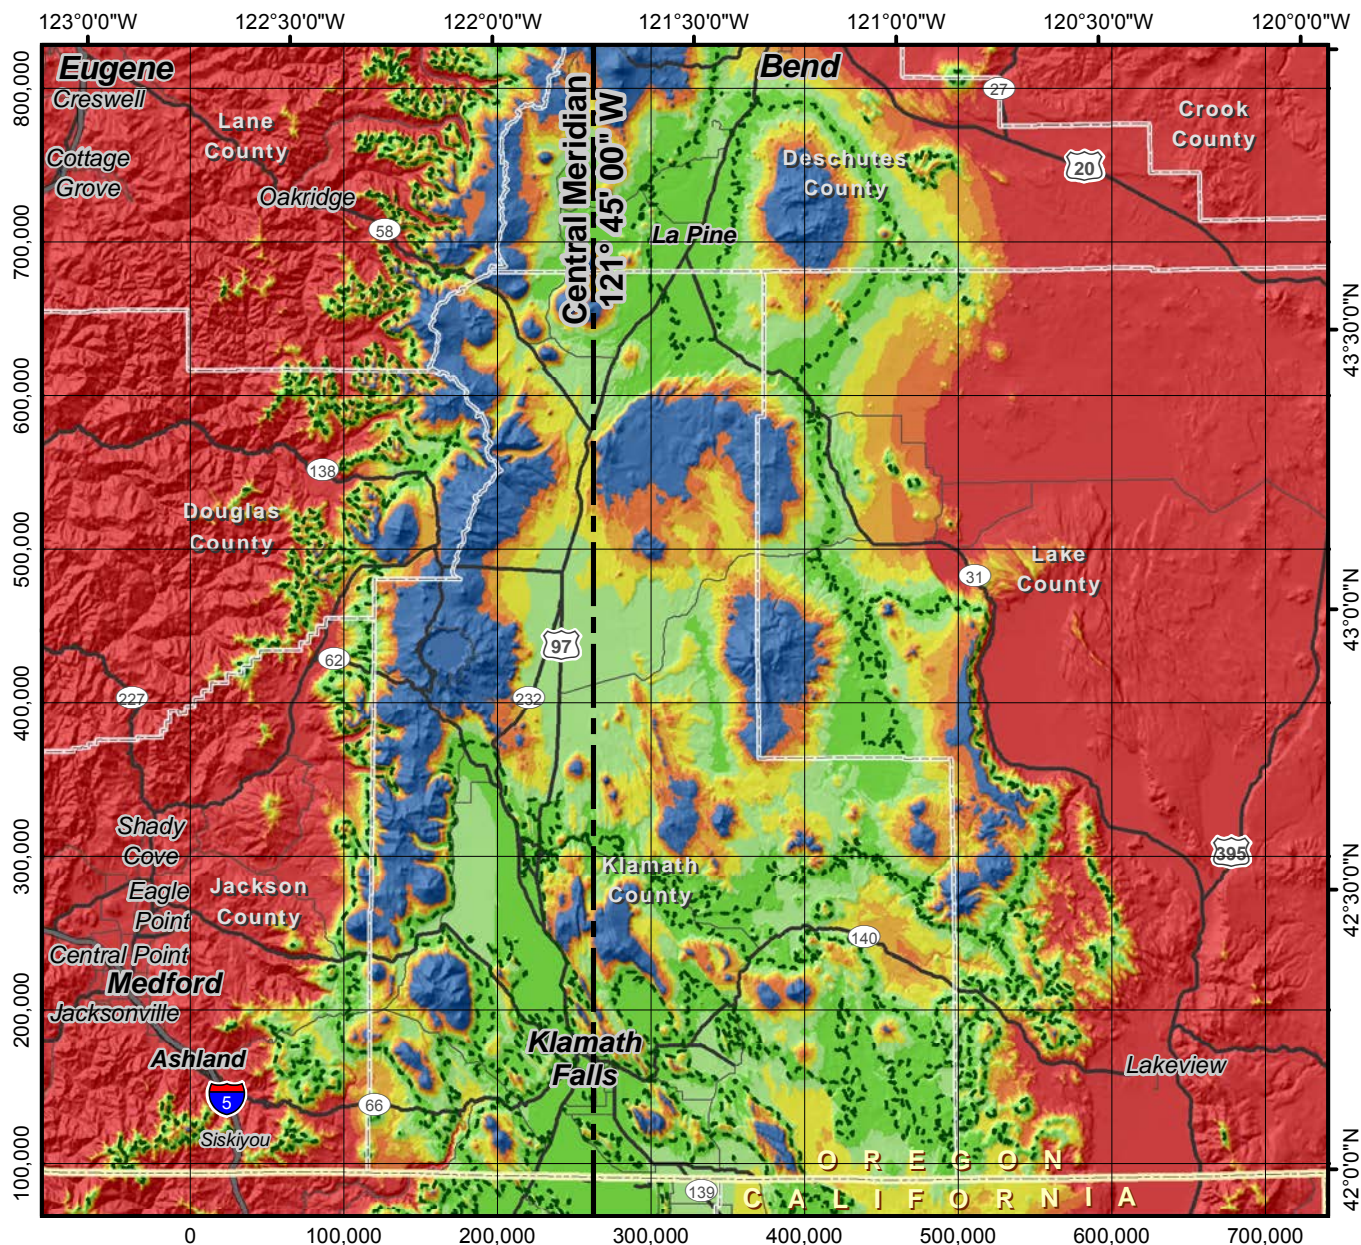 123°0'0"W
122°30'0"W
122°0'0"W
121°30'0"W
121°0'0"W
120°30'0"W
120°0'0"W
Eugene
Bend
Creswell
27
Crook
County
Lane
County
800,000
Cottage
Grove
Deschutes
County
20
Oakridge
Central Meridian
121° 45' 00" W
58
La Pine
700,000
43°30'0"N
600,000
138
Douglas
County
500,000
Lake
County
31
43°0'0"N
97
62
227
232
400,000
Shady
Cove
395
300,000
Klamath
County
Eagle
Point
Jackson
County
42°30'0"N
140
Central Point
Medford
Jacksonville
200,000
Klamath
Falls
Ashland
Lakeview
5
66
Siskiyou
100,000
OREGON
42°0'0"N
139
CALIFORNIA
0
100,000
200,000
300,000
400,000
500,000
600,000
700,000